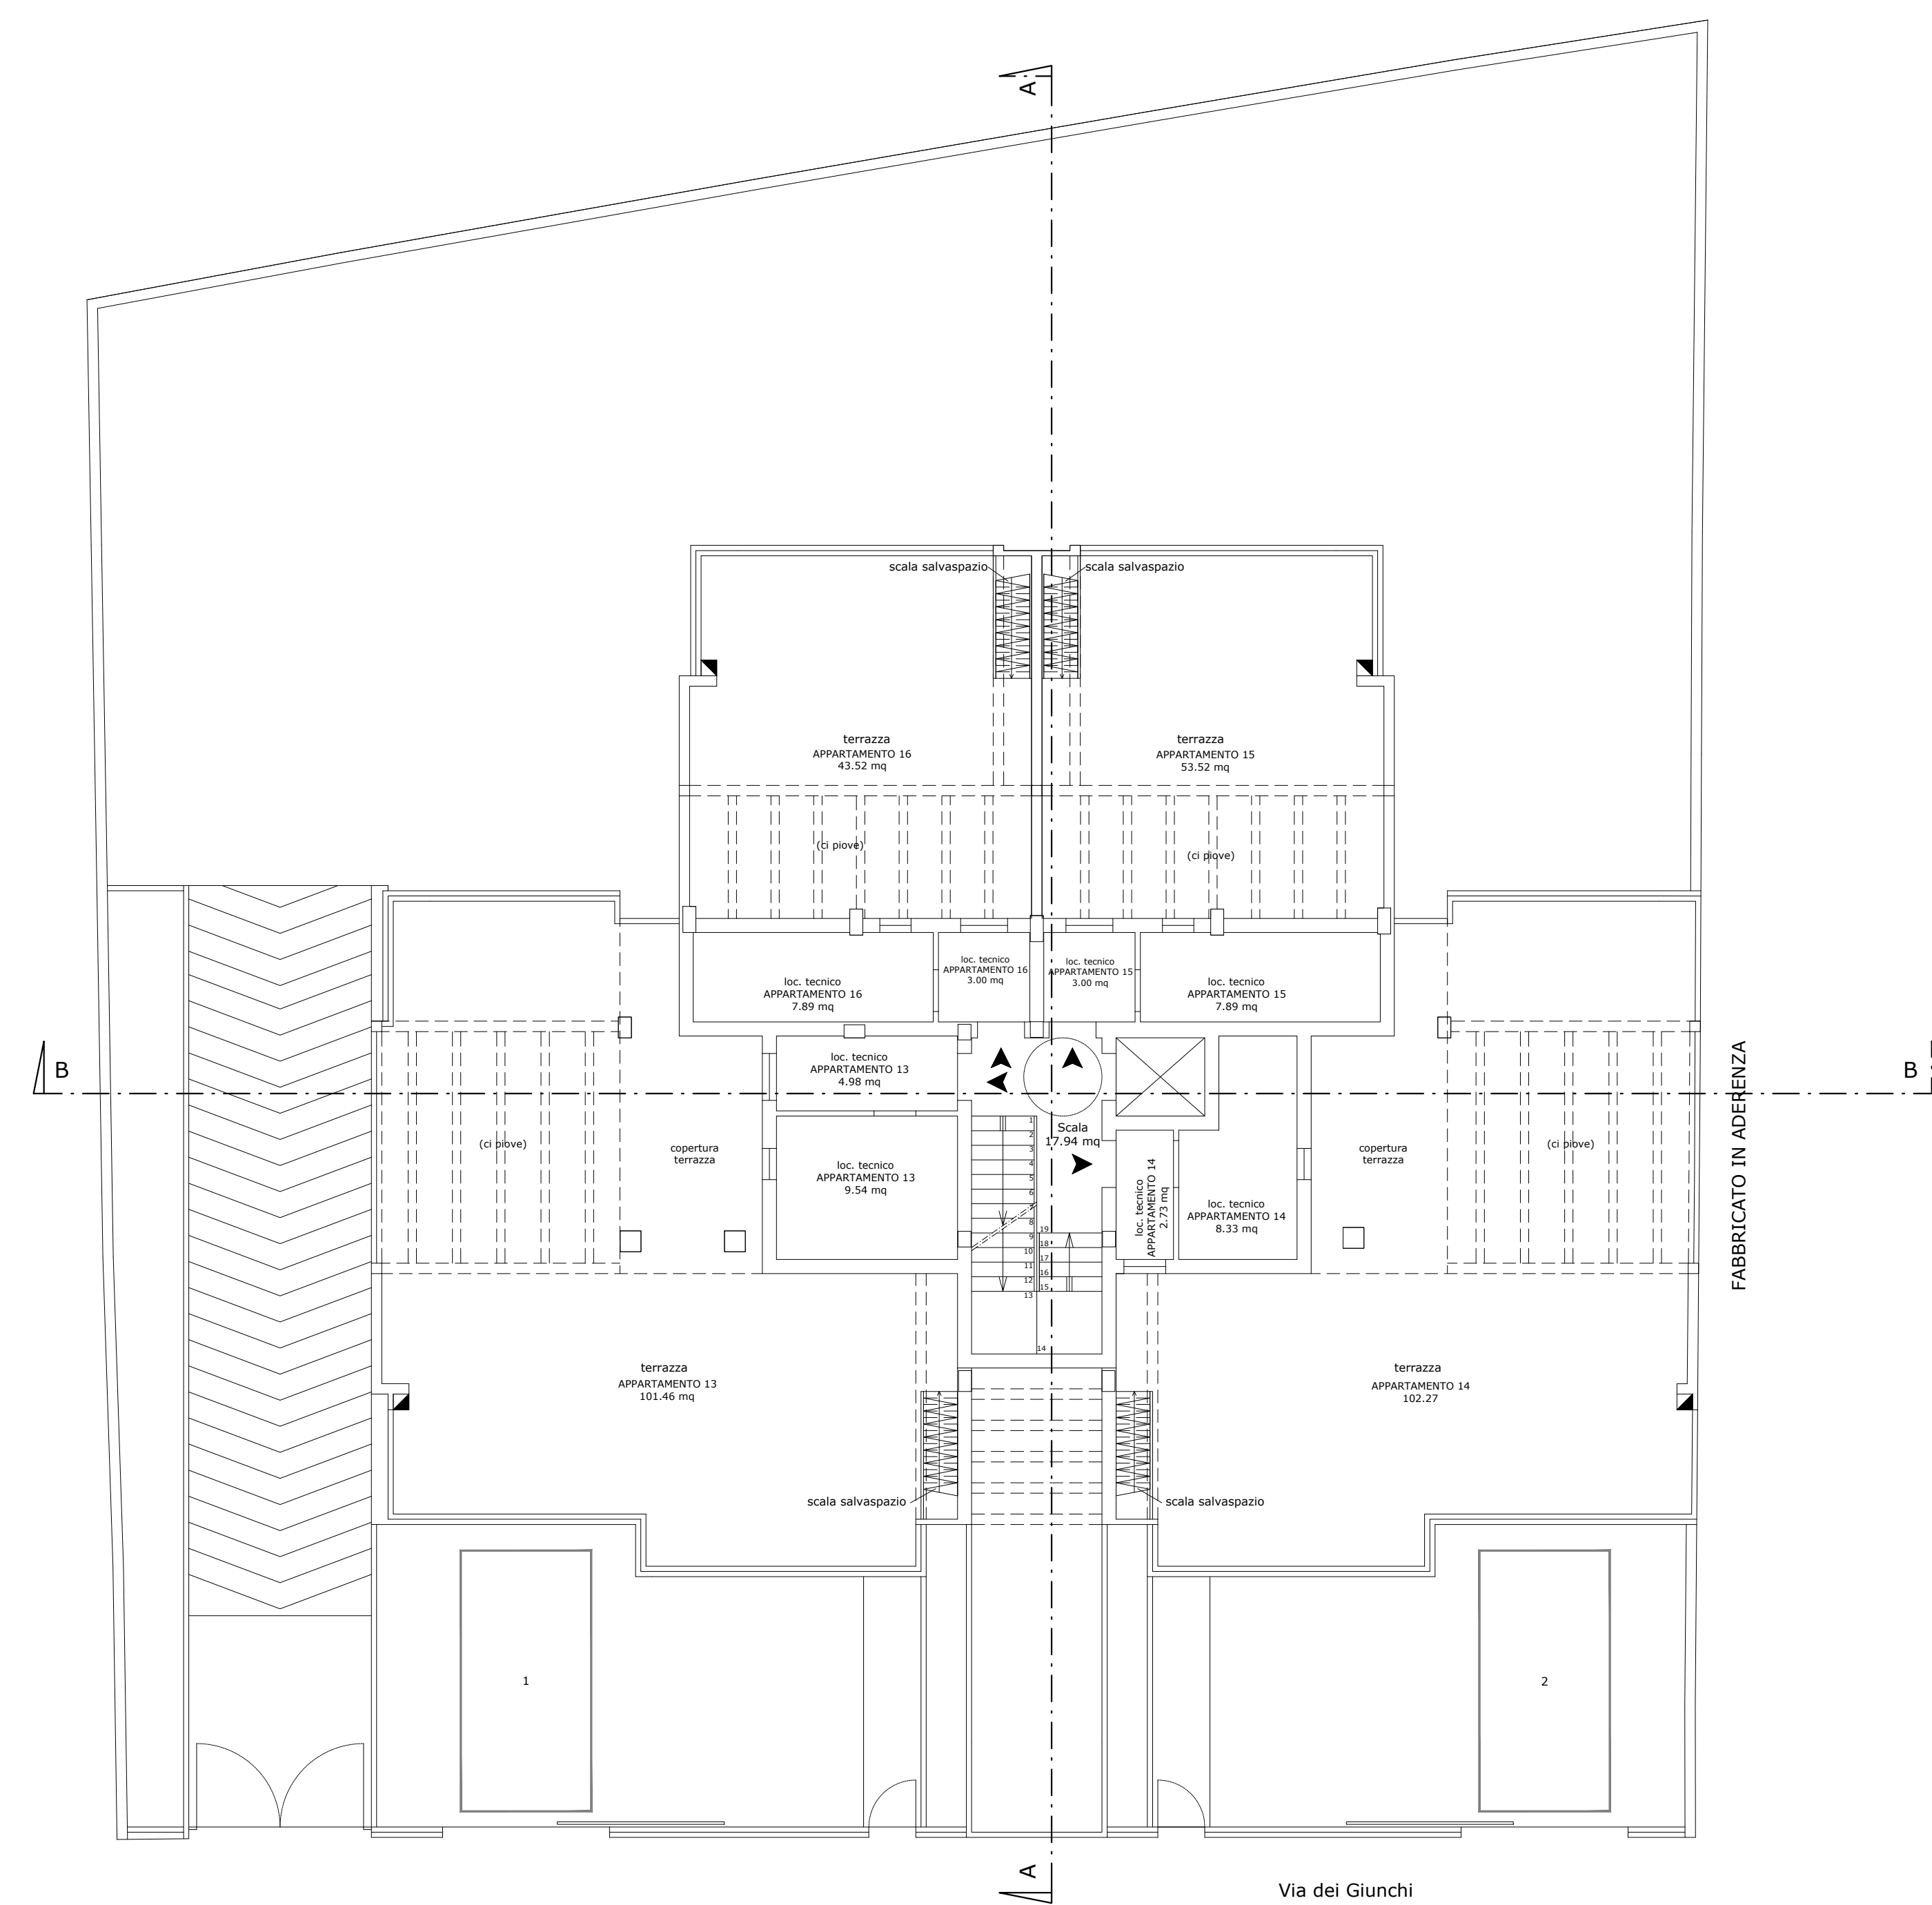 A
scala salvaspazio
scala salvaspazio
terrazza
APPARTAMENTO 16
43.52 mq
terrazza
APPARTAMENTO 15
53.52 mq
(ci piove)
(ci piove)
loc. tecnico
APPARTAMENTO 16
7.89 mq
loc. tecnico
APPARTAMENTO 16
3.00 mq
loc. tecnico
APPARTAMENTO 15
3.00 mq
loc. tecnico
APPARTAMENTO 15
7.89 mq
B
B
loc. tecnico
APPARTAMENTO 13
4.98 mq
(ci piove)
copertura
terrazza
loc. tecnico
APPARTAMENTO 13
9.54 mq
Scala
17.94 mq
1
2
3
4
5
6
7
8
9
10
11
12
13
14
15
16
17
18
19
loc. tecnico
APPARTAMENTO 14
2.73 mq
loc. tecnico
APPARTAMENTO 14
8.33 mq
copertura
terrazza
(ci piove)
FABBRICATO IN ADERENZA
terrazza
APPARTAMENTO 13
101.46 mq
terrazza
APPARTAMENTO 14
102.27
scala salvaspazio
scala salvaspazio
1
2
A
Via dei Giunchi